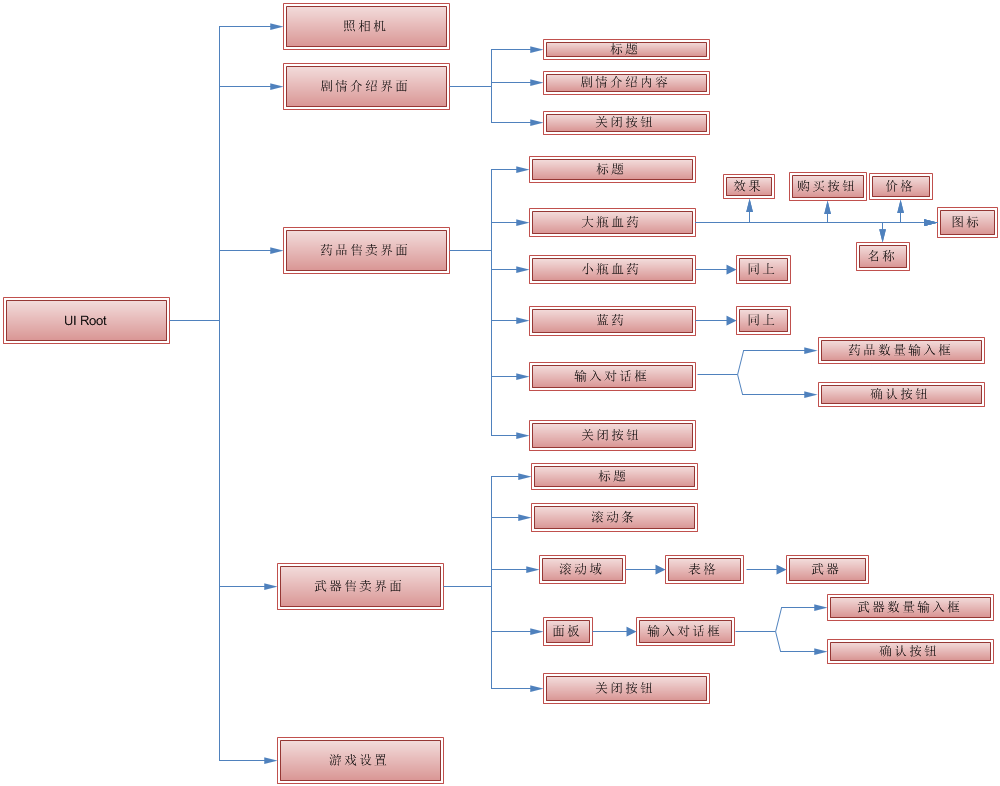 UI Root
照相机
剧情介绍界面
标题
剧情介绍内容
关闭按钮
药品售卖界面
标题
大瓶血药
效果
购买按钮
价格
名称
图标
小瓶血药
同上
蓝药
同上
输入对话框
药品数量输入框
确认按钮
关闭按钮
武器售卖界面
标题
滚动条
滚动域
表格
武器
面板
输入对话框
武器数量输入框
确认按钮
关闭按钮
游戏设置